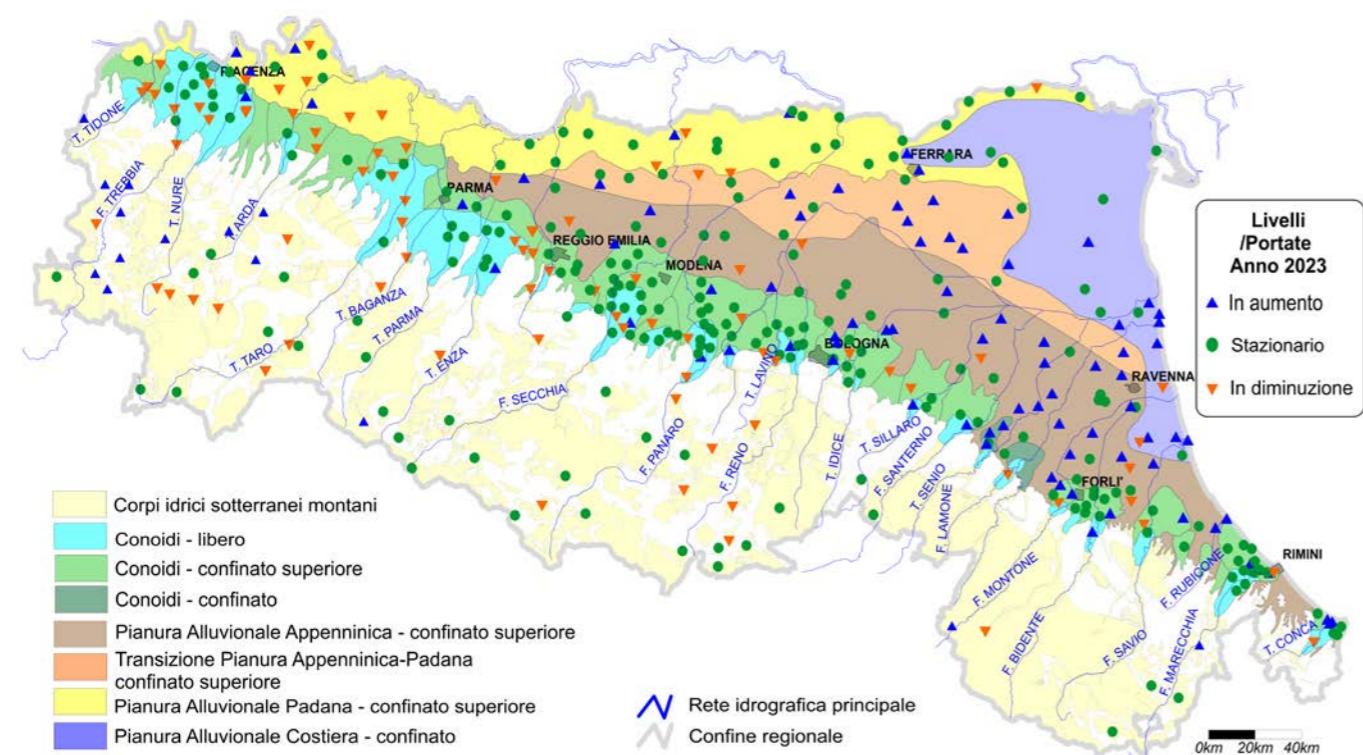 PIACENZA
T. TIDONE
F. TREBBIA
T. NURE
T. ARDA
PARMA
FERRARA
REGGIO EMILIA
MODENA
BOLOGNA
RAVENNA
FORLI'
RIMINI
T. TARO
T. BAGANZA
T. PARMA
T. ENZA
F. SECCHIA
F. PANARO
T. LAVINO
F. RENO
T. IDICE
T. SILLARO
F. SANTERNO
T. SENIO
F. LAMONE
F. MONTONE
F. BIDENTE
F. SAVIO
F. RUBICONE
F. MARECCHIA
T. CONCA
Livelli
/Portate
Anno 2023
In aumento
Stazionario
In diminuzione
Corpi idrici sotterranei montani
Conoidi - libero
Conoidi - confinato superiore
Conoidi - confinato
Pianura Alluvionale Appenninica - confinato superiore
Transizione Pianura Appenninica-Padana
confinato superiore
Pianura Alluvionale Padana - confinato superiore
Pianura Alluvionale Costiera - confinato
Rete idrografica principale
Confine regionale
0km 20km 40km